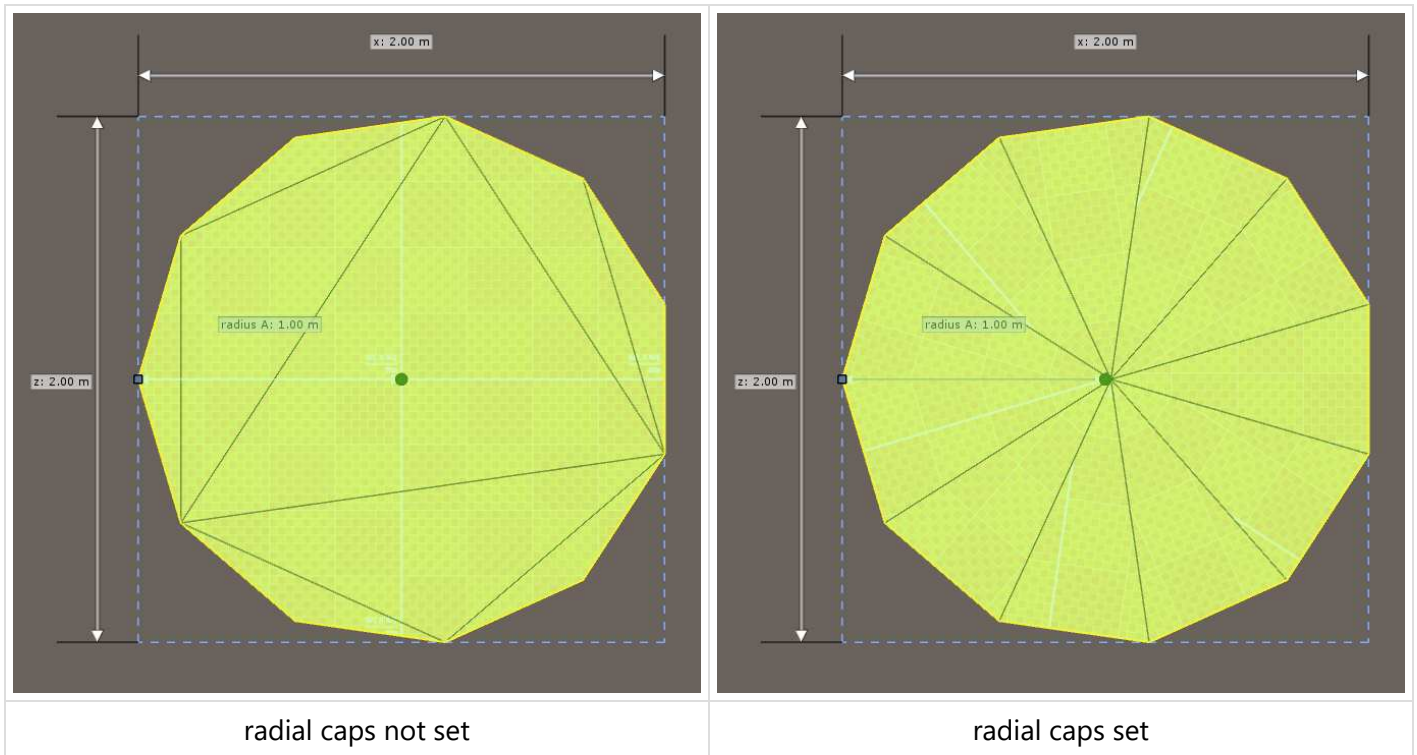 x: 2.00 m
radius A: 1.00 m
z: 2.00 m
radial caps not set
x: 2.00 m
radius A: 1.00 m
z: 2.00 m
radial caps set